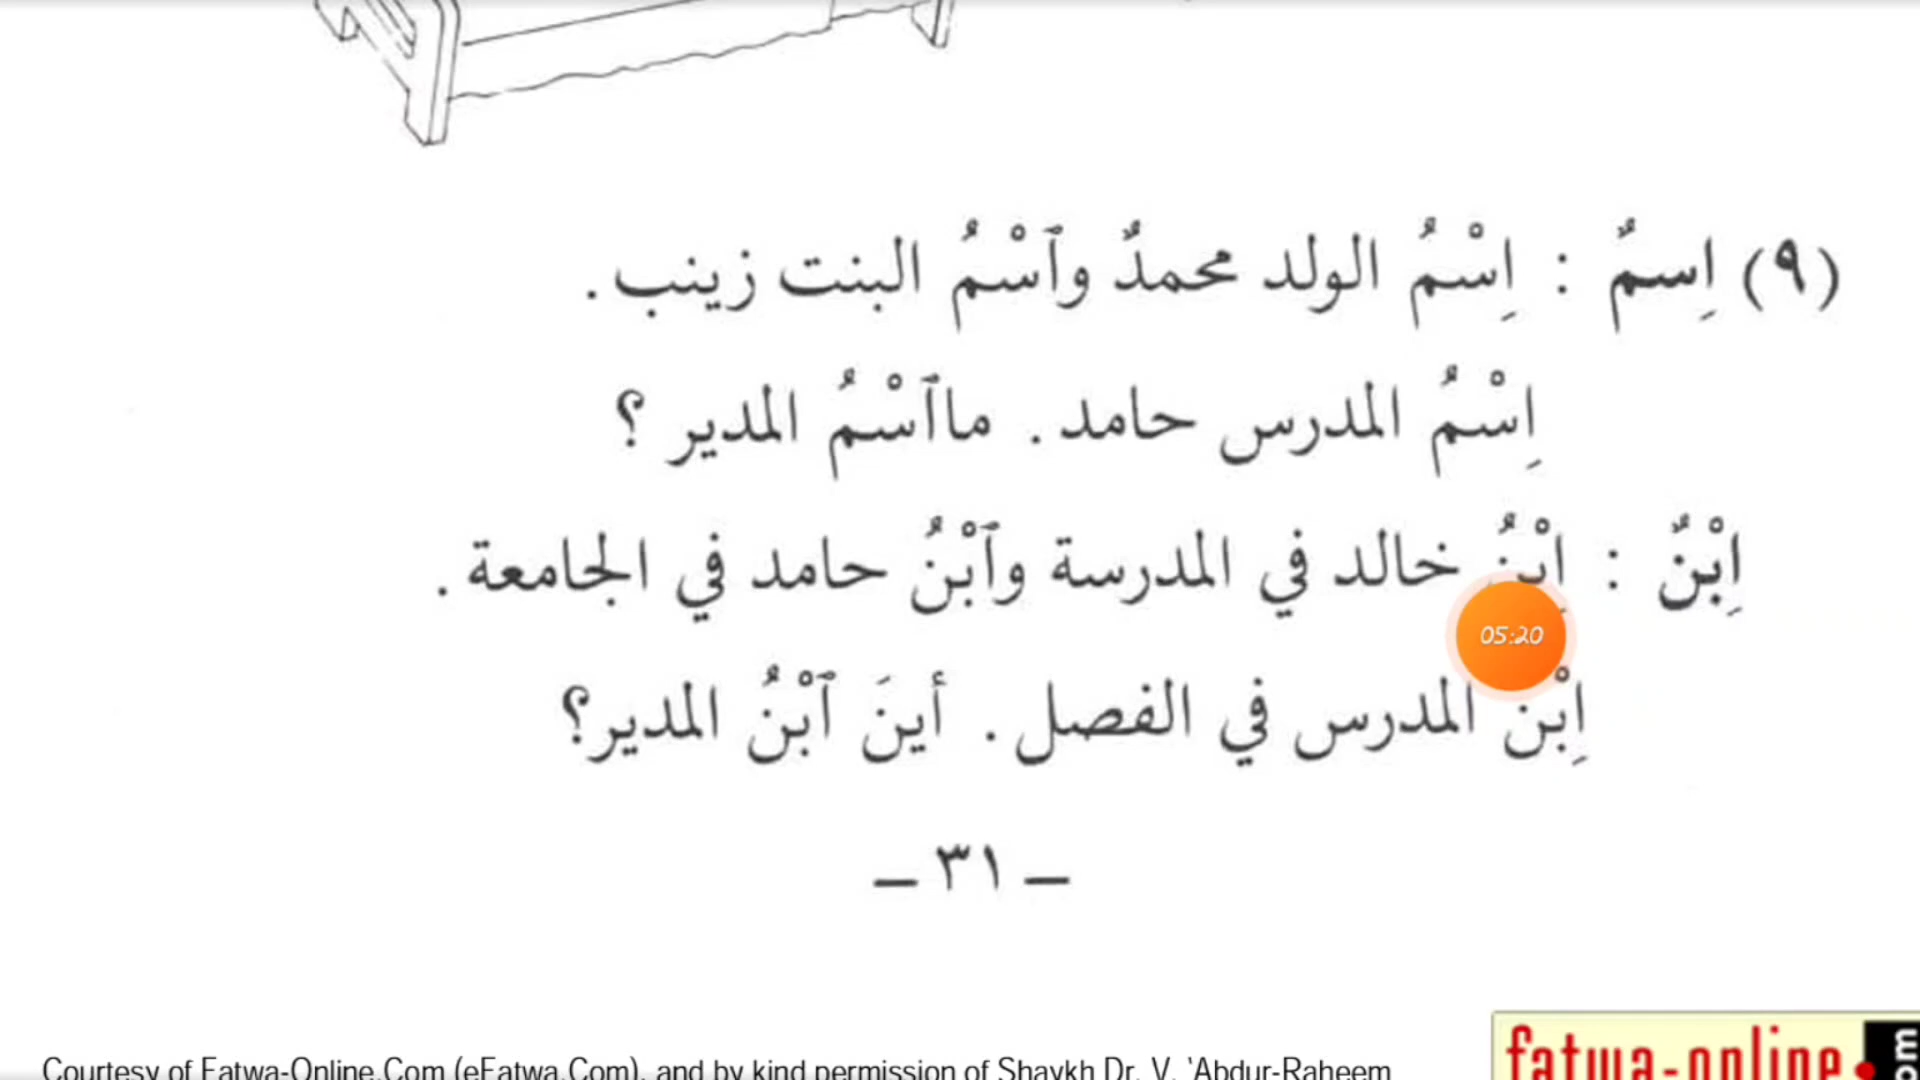 (٩) اِسمٌ : اِسْمُ الولد محمدٌ وٱسْمُ البنت زينب .
اِسْمُ المدرس حامد . ماٱسْمُ المدير ؟
اِبْنٌ : اِبْنُ خالد في المدرسة وٱبْنُ حامد في الجامعة .
05:20
اِبْن المدرس في الفصل . أينَ ٱبْنُ المدير؟
– ٣١ –
Courtesy of Fatwa-Online.Com (eFatwa.Com), and by kind permission of Shaykh Dr. V. ‘Abdur-Raheem
fatwa-online.com